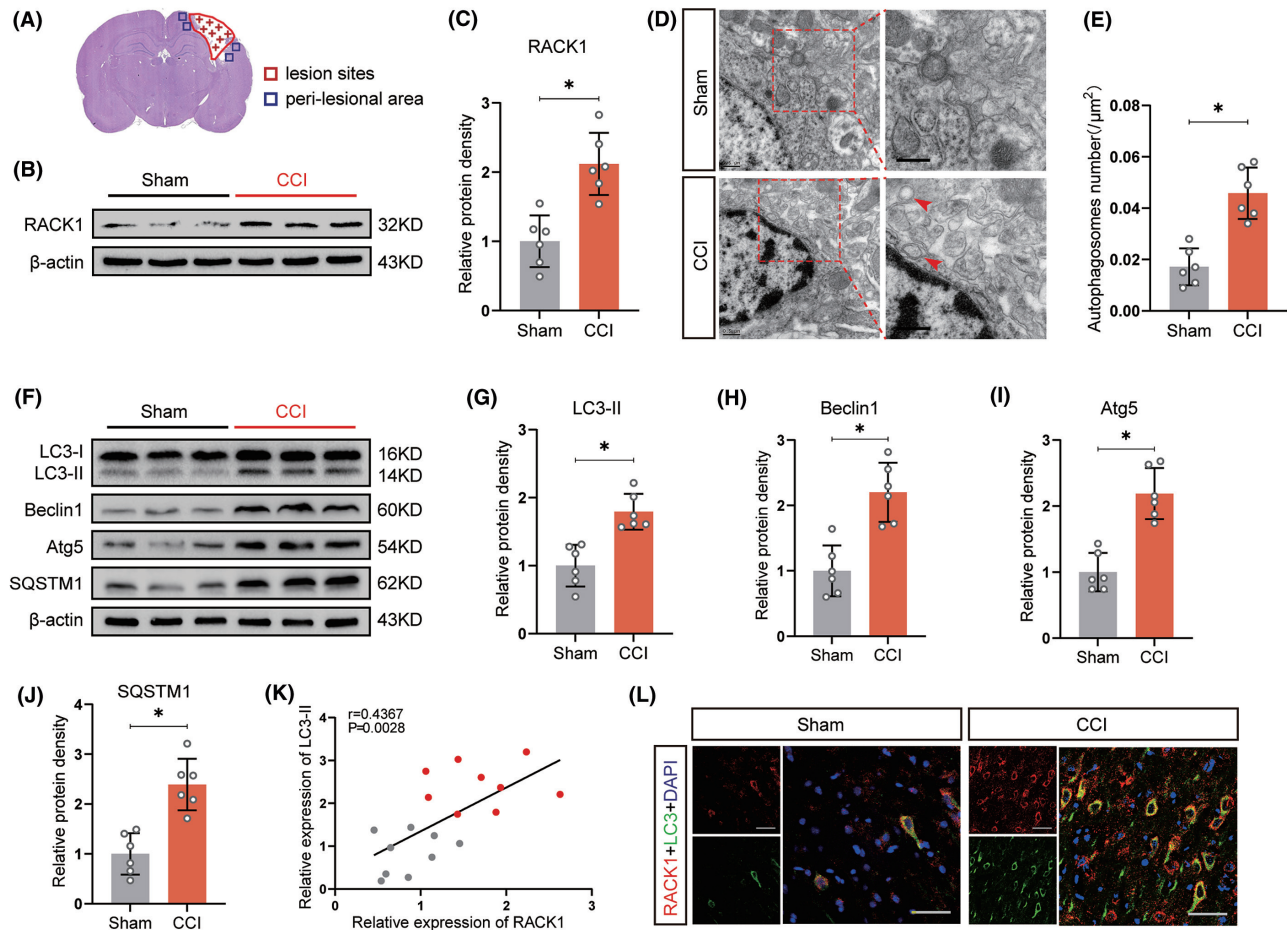 (A)
lesion sites
peri-lesional area
(B)
Sham CCI
RACK1 32KD
β-actin 43KD
(C)
RACK1
Relative protein density
3
2
1
0
*
Sham CCI
(D)
Sham
CCI
(E)
Autophagosomes number(/μm²)
0.08
0.06
0.04
0.02
0.00
*
Sham CCI
(F)
Sham CCI
LC3-I 16KD
LC3-II 14KD
Beclin1 60KD
Atg5 54KD
SQSTM1 62KD
β-actin 43KD
(G)
LC3-II
Relative protein density
3
2
1
0
*
Sham CCI
(H)
Beclin1
Relative protein density
3
2
1
0
*
Sham CCI
(I)
Atg5
Relative protein density
3
2
1
0
*
Sham CCI
(J)
SQSTM1
Relative protein density
4
3
2
1
0
*
Sham CCI
(K)
r=0.4367
P=0.0028
Relative expression of LC3-II
4
3
2
1
0
0 1 2 3
Relative expression of RACK1
(L)
Sham CCI
RACK1+LC3+DAPI